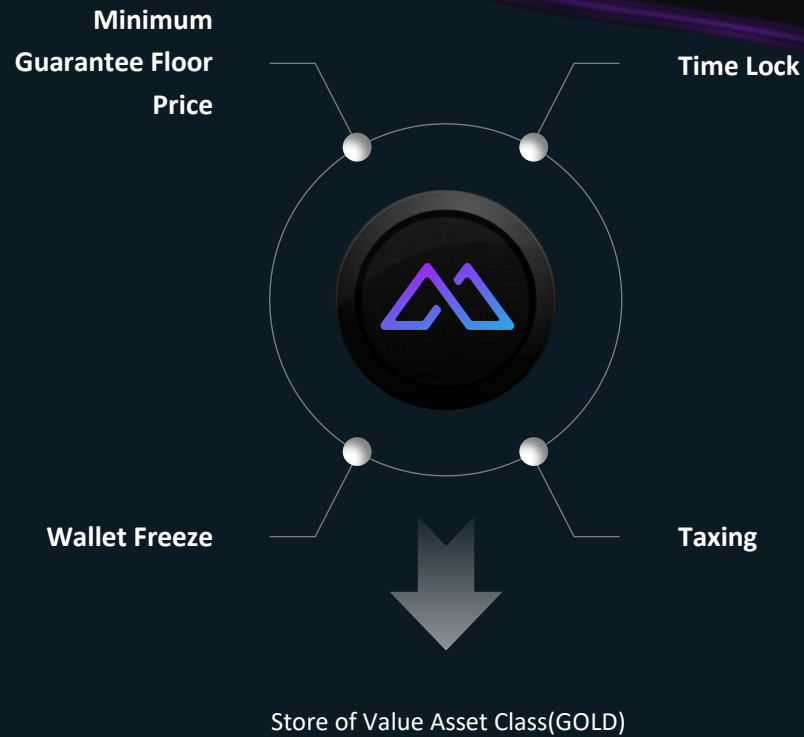 Minimum
Guarantee Floor
Price
Time Lock
Wallet Freeze
Taxing
Store of Value Asset Class(GOLD)